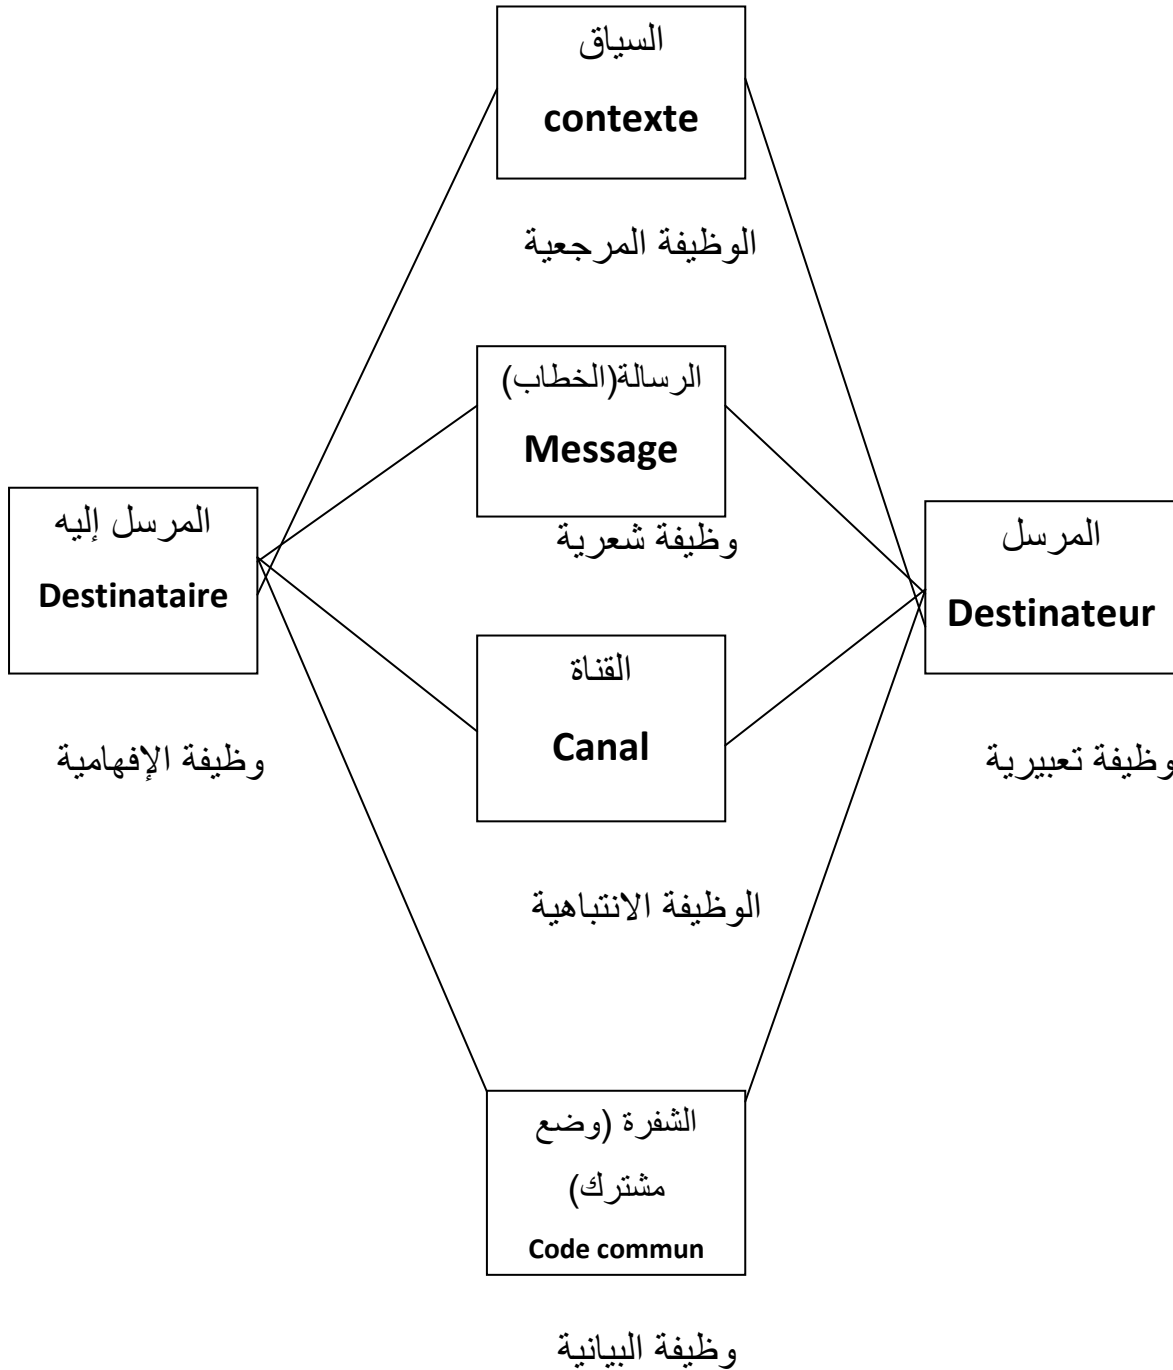 السياق
contexte
الوظيفة المرجعية
الرسالة(الخطاب)
Message
وظيفة شعرية
المرسل
Destinateur
وظيفة تعبيرية
المرسل إليه
Destinataire
وظيفة الإفهامية
القناة
Canal
الوظيفة الانتباهية
الشفرة (وضع
مشترك)
Code commun
وظيفة البيانية